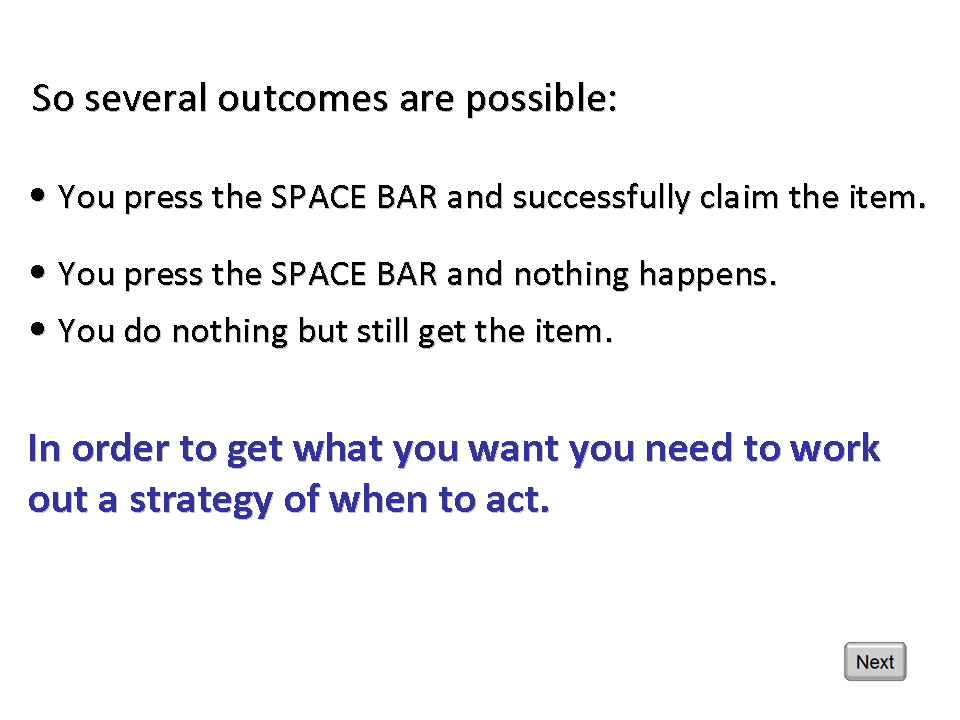 So several outcomes are possible:
• You press the SPACE BAR and successfully claim the item.
• You press the SPACE BAR and nothing happens.
• You do nothing but still get the item.
In order to get what you want you need to work
out a strategy of when to act.
Next